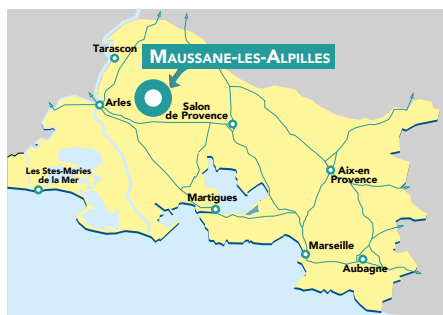 Tarascon
MAUSSANE-LES-ALPILLES
Arles
Salon
de Provence
Les Stes-Maries
de la Mer
Aix-en
Provence
Martigues
Marseille
Aubagne